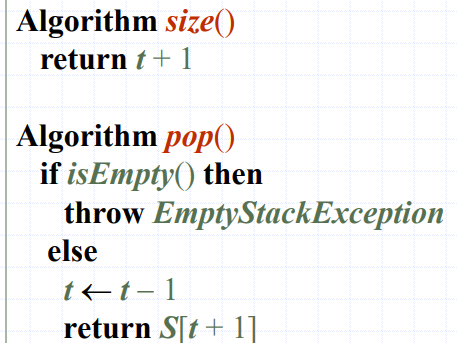 Algorithm size()
return t + 1
Algorithm pop()
if isEmpty() then
throw EmptyStackException
else
t ← t – 1
return S[t + 1]